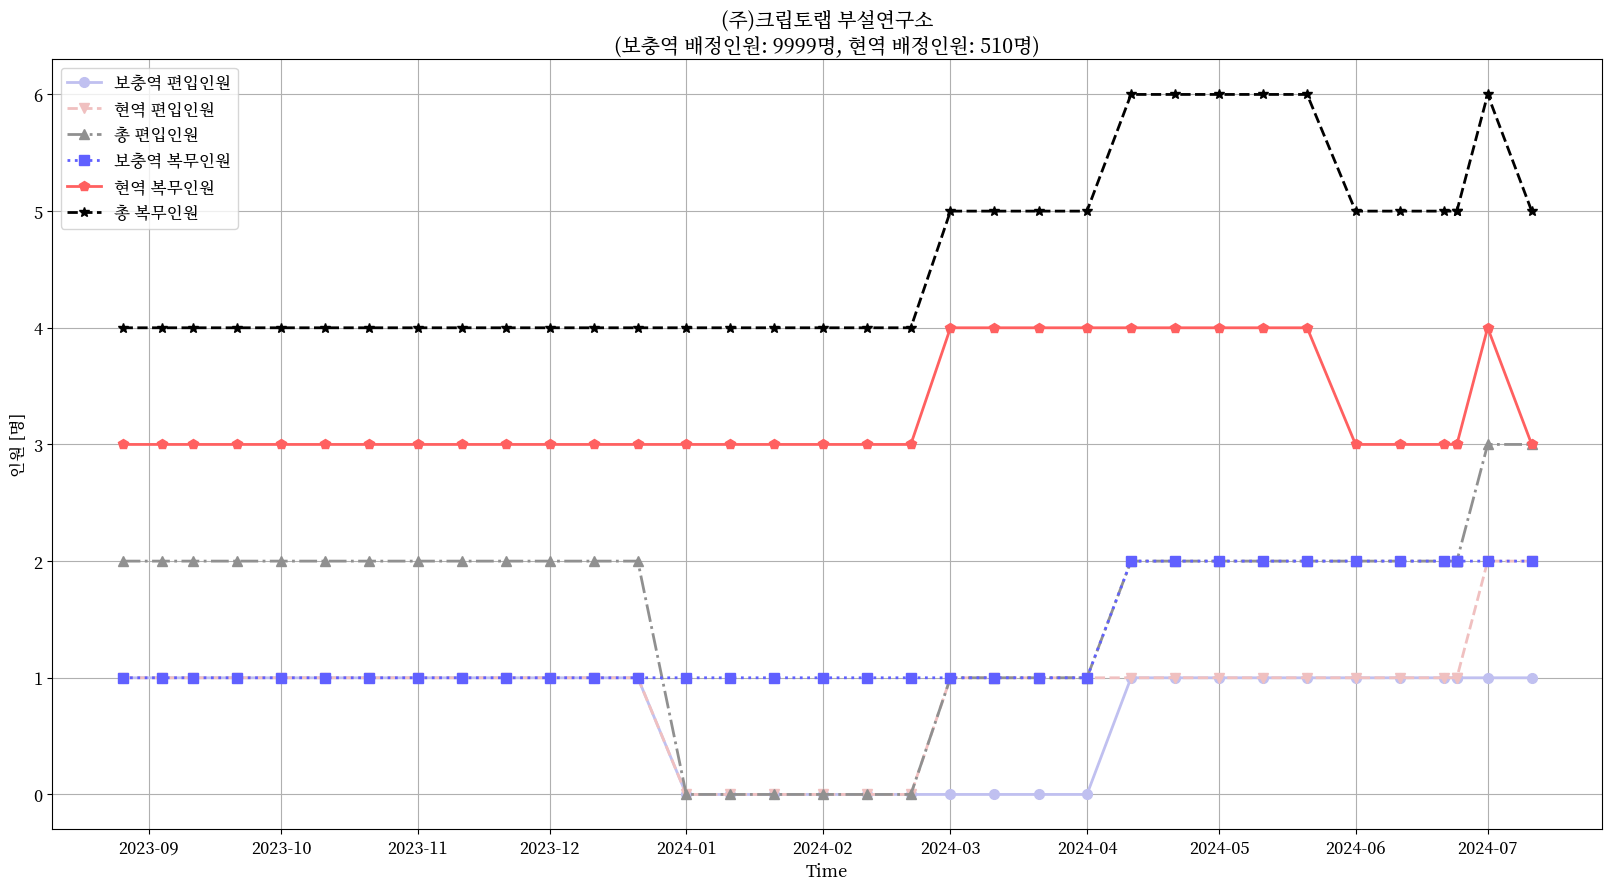 (주)크립토랩 부설연구소
(보충역 배정인원: 9999명, 현역 배정인원: 510명)
보충역 편입인원
현역 편입인원
총 편입인원
보충역 복무인원
현역 복무인원
총 복무인원
인원 [명]
6
5
4
3
2
1
0
2023-09 2023-10 2023-11 2023-12 2024-01 2024-02 2024-03 2024-04 2024-05 2024-06 2024-07
Time